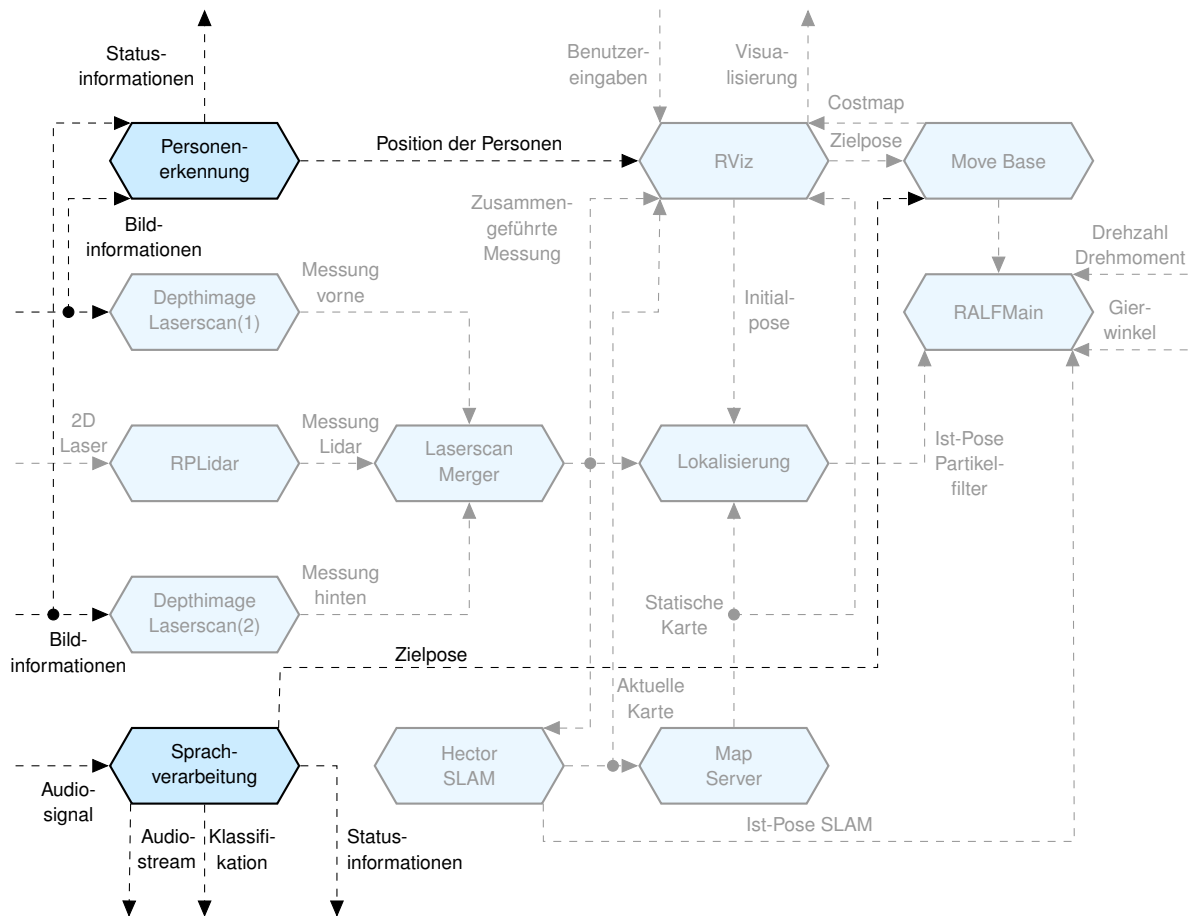 Status-
informationen
Benutzer-
eingaben
Visua-
lisierung
Costmap
Personen-
erkennung
Position der Personen
RViz
Zielpose
Move Base
Bild-
informationen
Zusammen-
geführte
Messung
Drehzahl
Drehmoment
Depthimage
Laserscan(1)
Messung
vorne
Initial-
pose
RALFMain
Gier-
winkel
2D
Laser
RPLidar
Messung
Lidar
Laserscan
Merger
Lokalisierung
Ist-Pose
Partikel-
filter
Depthimage
Laserscan(2)
Messung
hinten
Statische
Karte
Bild-
informationen
Zielpose
Aktuelle
Karte
Sprach-
verarbeitung
Hector
SLAM
Map
Server
Audio-
signal
Audio-
stream
Klassifi-
kation
Status-
informationen
Ist-Pose SLAM